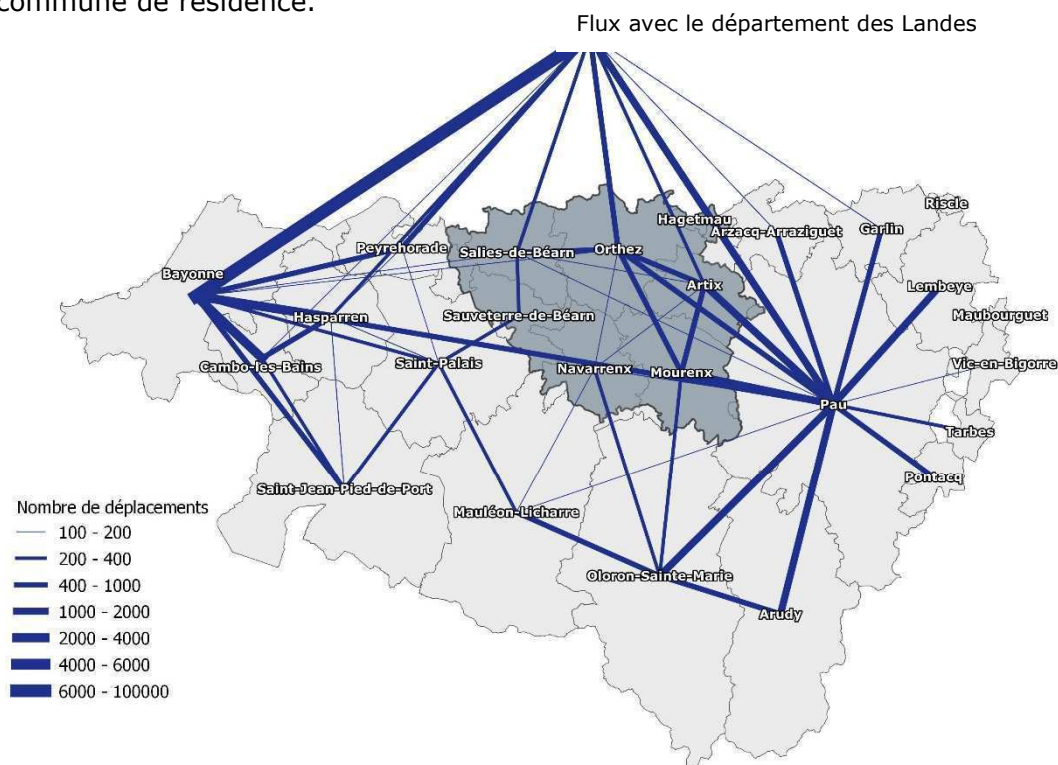 commune de résidence.
Flux avec le département des Landes
Riscle
Hagetmau
Arzacq-Arraziguet
Garlin
Peyrehorade
Salies-de-Béarn
Orthez
Bayonne
Artix
Lembeye
Hasparren
Sauveterre-de-Béarn
Maubourguet
Cambo-les-Bains
Saint-Palais
Navarrenx
Mourenx
Vic-en-Bigorre
Pau
Tarbes
Pontacq
Saint-Jean-Pied-de-Port
Mauléon-Licharre
Oloron-Sainte-Marie
Arudy
Nombre de déplacements
100 - 200
200 - 400
400 - 1000
1000 - 2000
2000 - 4000
4000 - 6000
6000 - 100000